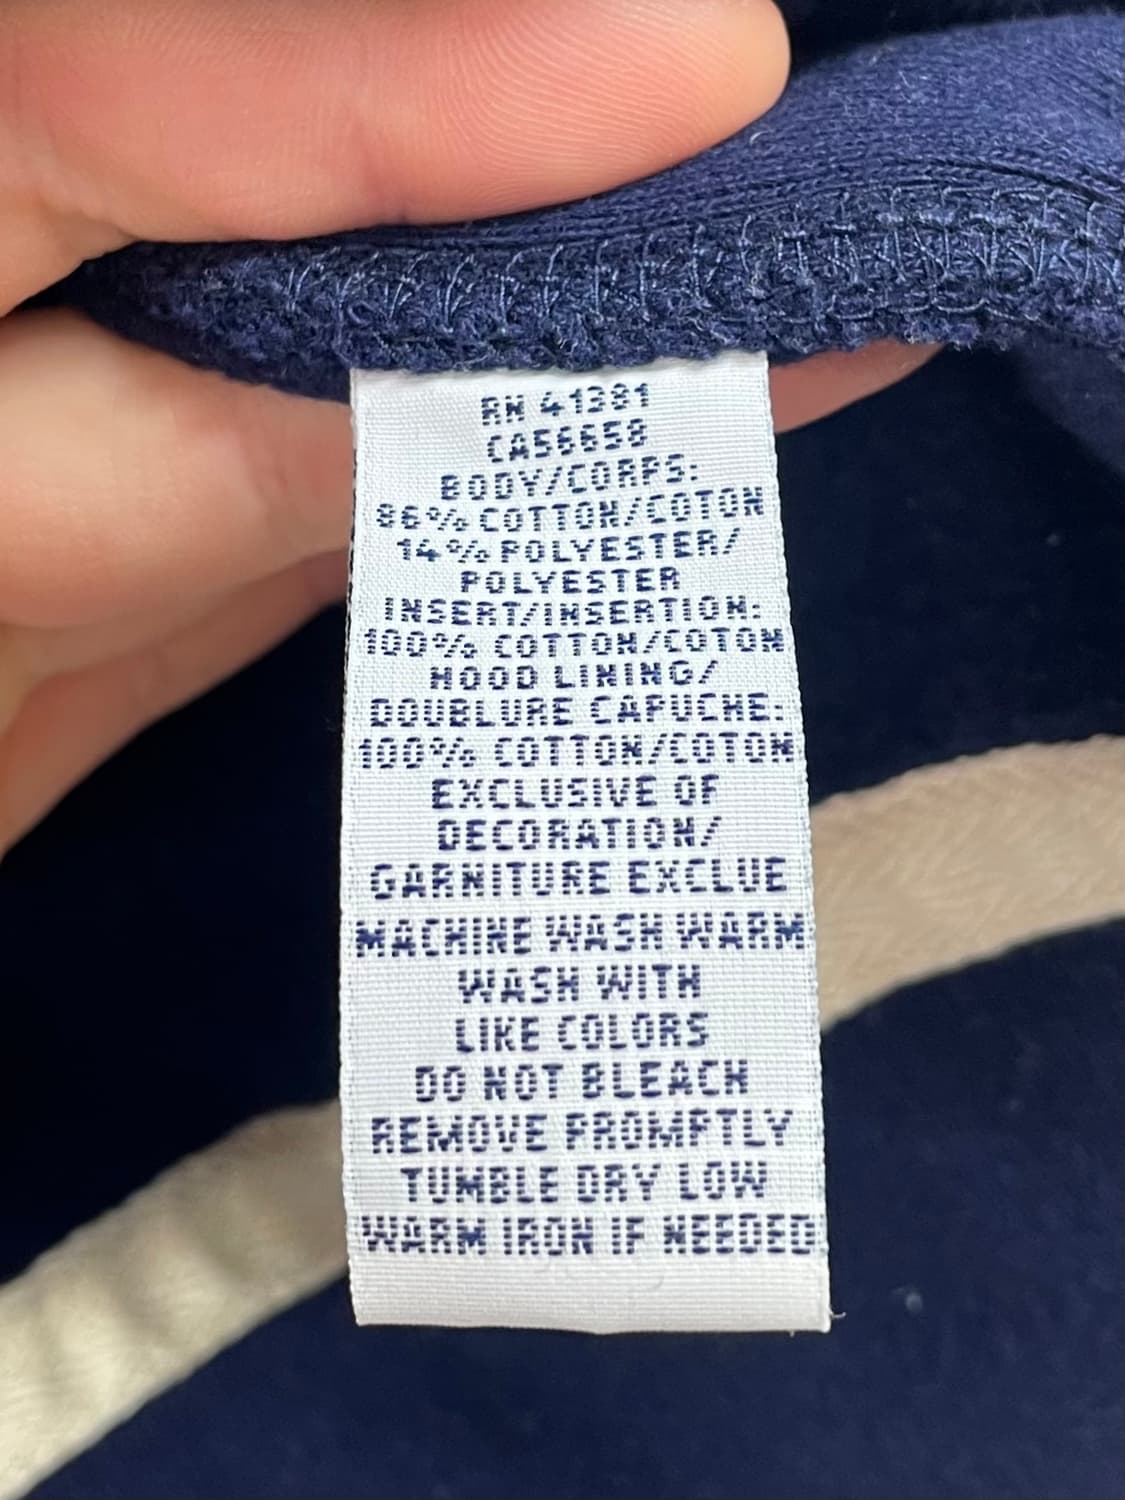 RN 41381
CA56658
BODY/CORPS:
86% COTTON/COTON
14% POLYESTER/
POLYESTER
INSERT/INSERTION:
100% COTTON/COTON
HOOD LINING/
DOUBLURE CAPUCHE:
100% COTTON/COTON
EXCLUSIVE OF
DECORATION/
GARNITURE EXCLUE
MACHINE WASH WARM
WASH WITH
LIKE COLORS
DO NOT BLEACH
REMOVE PROMPTLY
TUMBLE DRY LOW
WARM IRON IF NEEDED